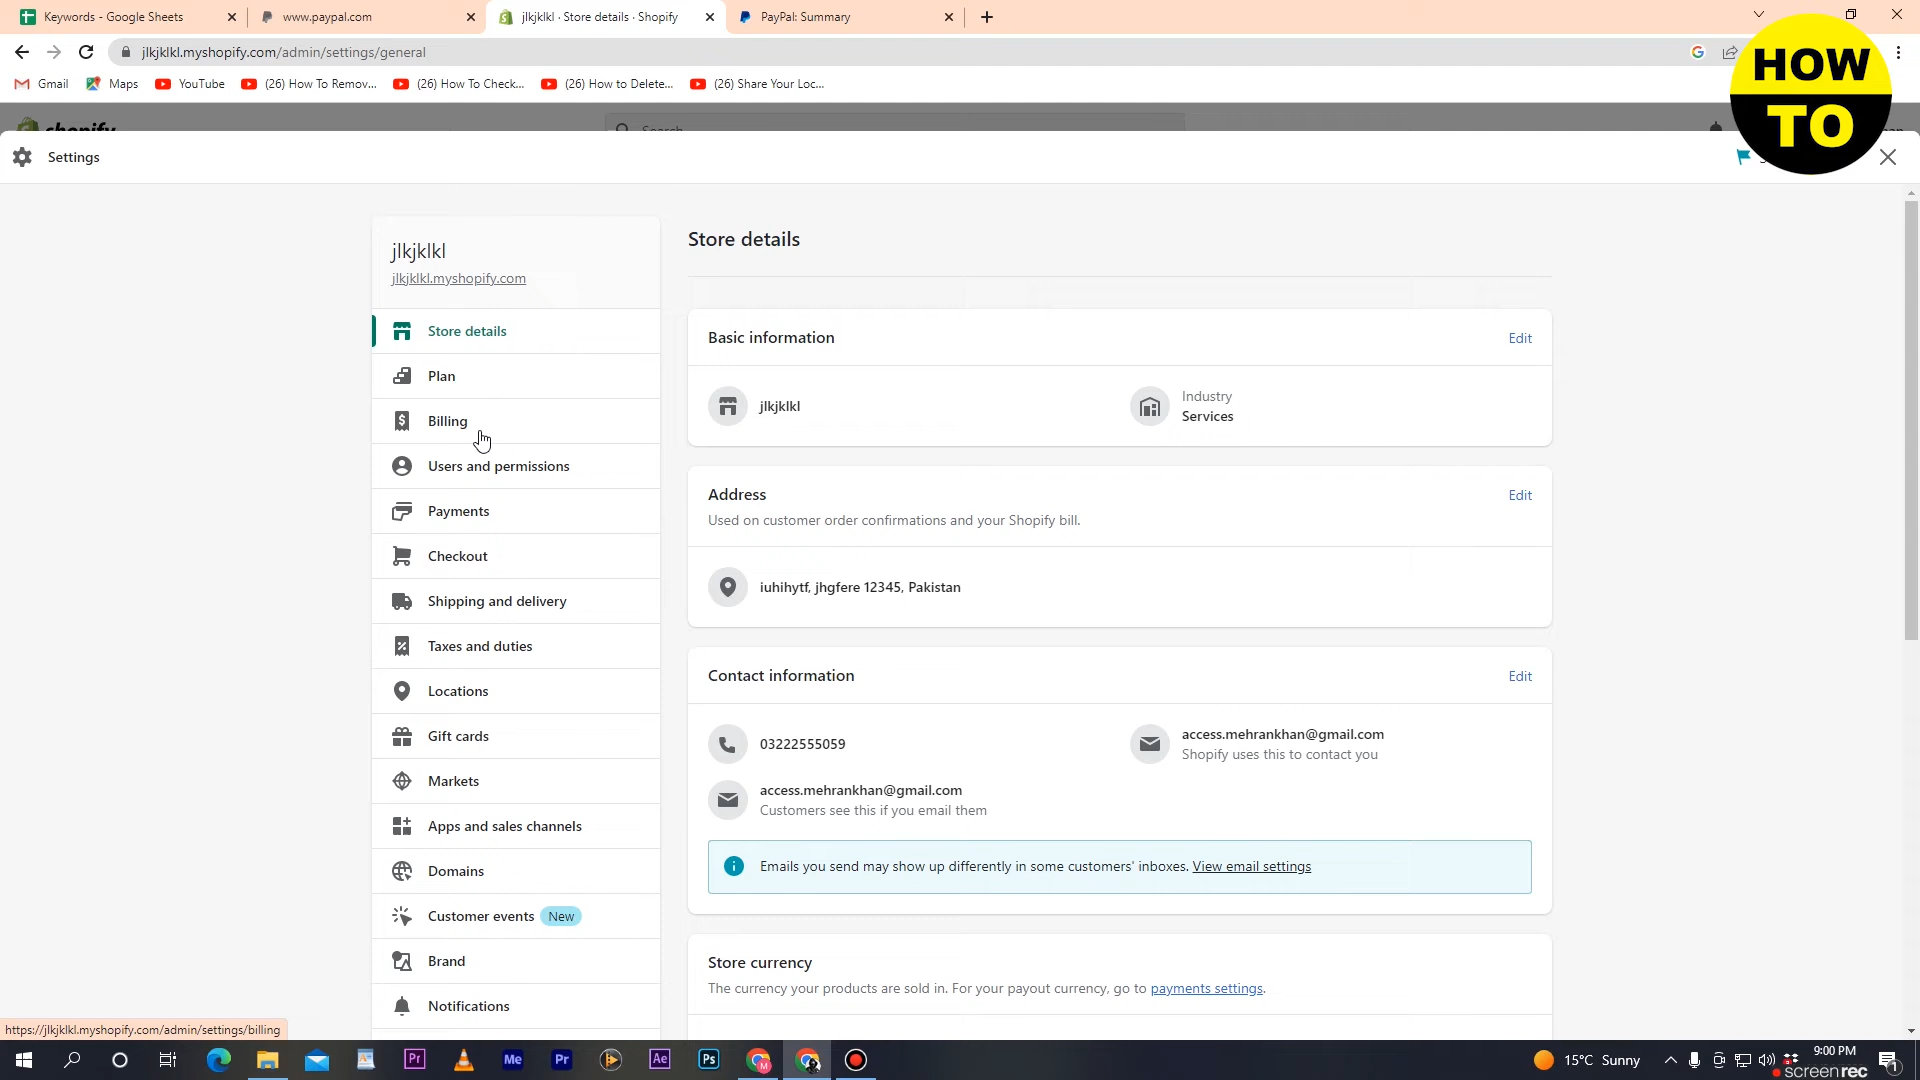 Keywords - Google Sheets
www.paypal.com
jlkjklkl · Store details · Shopify
PayPal: Summary
jlkjklkl.myshopify.com/admin/settings/general
Gmail
Maps
YouTube
(26) How To Remov...
(26) How To Check...
(26) How to Delete...
(26) Share Your Loc...
HOW
TO
shopify
Search
Settings
jlkjklkl
jlkjklkl.myshopify.com
Store details
Plan
Billing
Users and permissions
Payments
Checkout
Shipping and delivery
Taxes and duties
Locations
Gift cards
Markets
Apps and sales channels
Domains
Customer events New
Brand
Notifications
Store details
Basic information
Edit
jlkjklkl
Industry
Services
Address
Edit
Used on customer order confirmations and your Shopify bill.
iuhihytf, jhgfere 12345, Pakistan
Contact information
Edit
03222555059
access.mehrankhan@gmail.com
Shopify uses this to contact you
access.mehrankhan@gmail.com
Customers see this if you email them
Emails you send may show up differently in some customers' inboxes. View email settings
Store currency
The currency your products are sold in. For your payout currency, go to payments settings.
https://jlkjklkl.myshopify.com/admin/settings/billing
Pr
Me
Pr
Ae
Ps
M
15°C Sunny
9:00 PM
1
screenrec